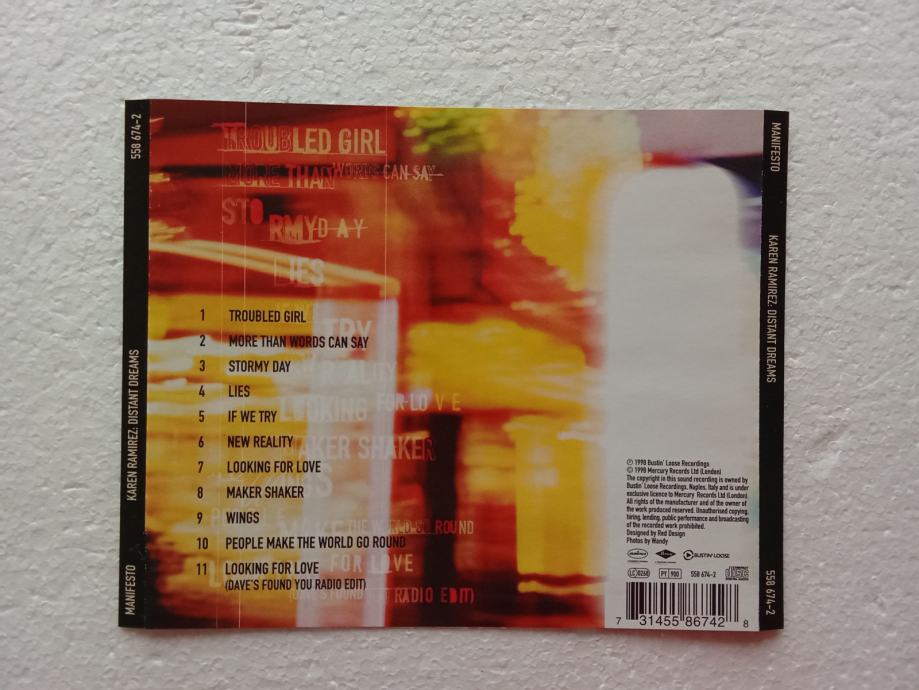 558 674-2
KAREN RAMIREZ: DISTANT DREAMS
MANIFESTO
TROUBLED GIRL
MORE THAN WORDS CAN SAY
STORMY DAY
LIES
TRY
LOOKING FOR LOVE
MAKER SHAKER
FOR LOVE
RADIO EDIT)
1 TROUBLED GIRL
2 MORE THAN WORDS CAN SAY
3 STORMY DAY
4 LIES
5 IF WE TRY
6 NEW REALITY
7 LOOKING FOR LOVE
8 MAKER SHAKER
9 WINGS
10 PEOPLE MAKE THE WORLD GO ROUND
11 LOOKING FOR LOVE
(DAVE'S FOUND YOU RADIO EDIT)
℗ 1998 Bustin' Loose Recordings
© 1998 Mercury Records Ltd (London)
The copyright in this sound recording is owned by
Bustin' Loose Recordings, Naples, Italy and is under
exclusive licence to Mercury Records Ltd (London)
All rights of the manufacturer and of the owner of
the work produced reserved. Unauthorised copying,
hiring, lending, public performance and broadcasting
of the recorded work prohibited.
Designed by Red Design
Photos by Wendy
BUSTIN' LOOSE
LC 0268 PY 900 558 674-2 COMPACT disc DIGITAL AUDIO
7 31455 86742 8
MANIFESTO
KAREN RAMIREZ: DISTANT DREAMS
558 674-2